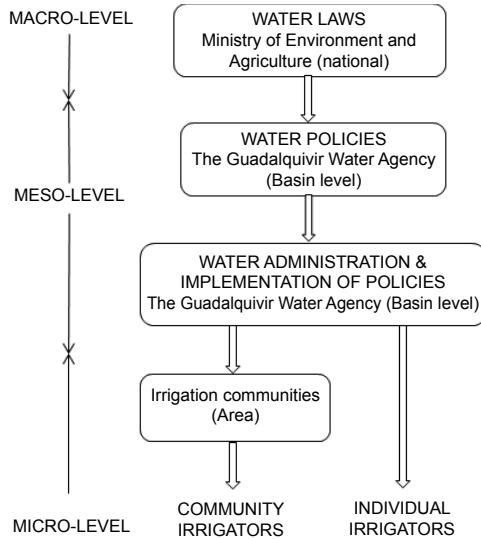 MACRO-LEVEL
WATER LAWS
Ministry of Environment and
Agriculture (national)
WATER POLICIES
The Guadalquivir Water Agency
(Basin level)
MESO-LEVEL
WATER ADMINISTRATION &
IMPLEMENTATION OF POLICIES
The Guadalquivir Water Agency (Basin level)
Irrigation communities
(Area)
MICRO-LEVEL
COMMUNITY
IRRIGATORS
INDIVIDUAL
IRRIGATORS